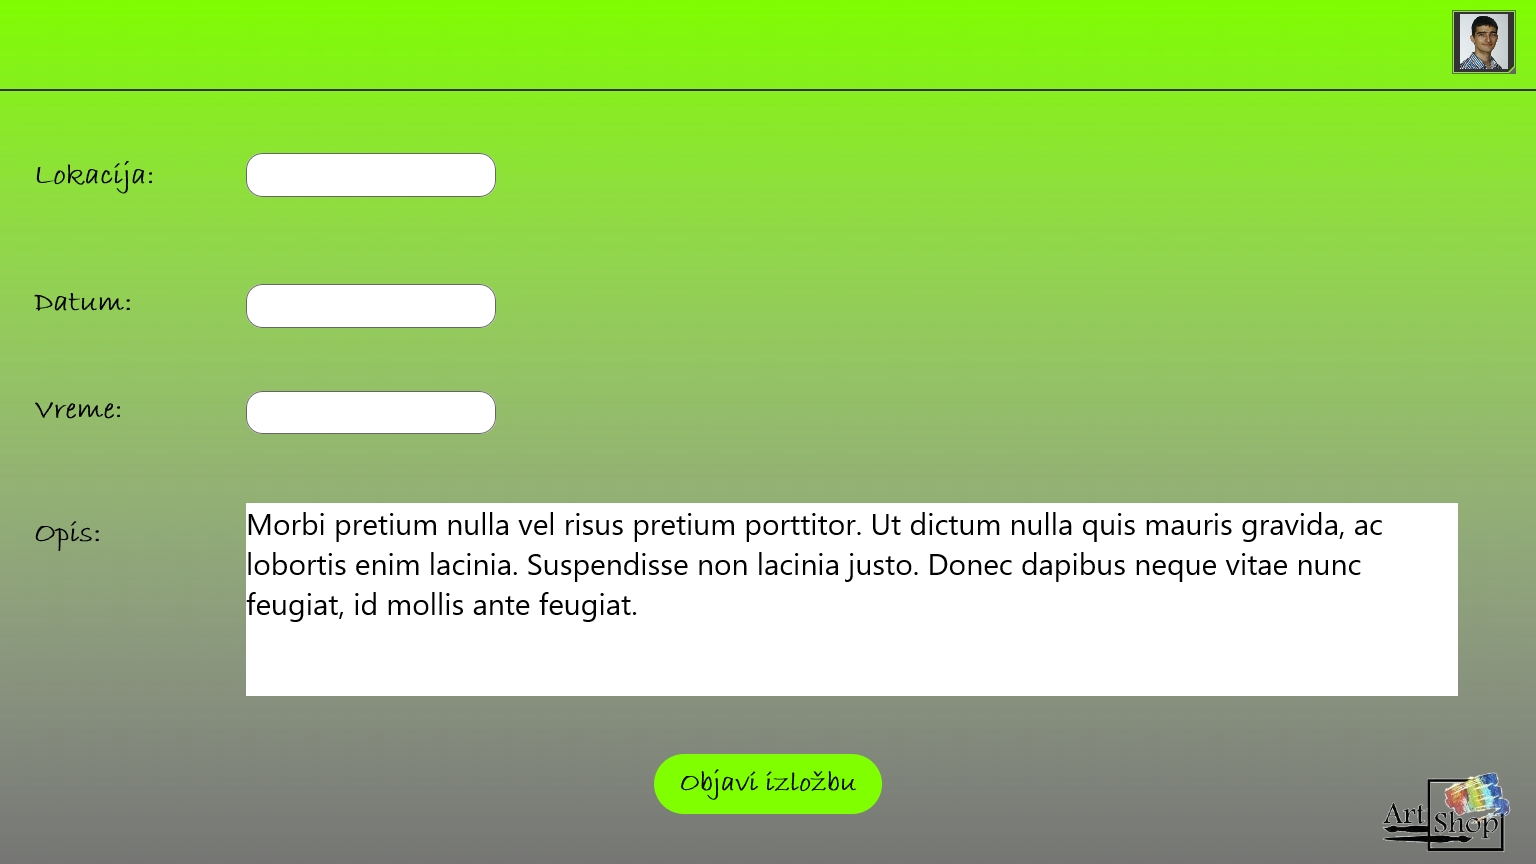 Lokacija:
Datum:
Vreme:
Opis:
Morbi pretium nulla vel risus pretium porttitor. Ut dictum nulla quis mauris gravida, ac
lobortis enim lacinia. Suspendisse non lacinia justo. Donec dapibus neque vitae nunc
feugiat, id mollis ante feugiat.
Objavi izložbu
Art
Shop